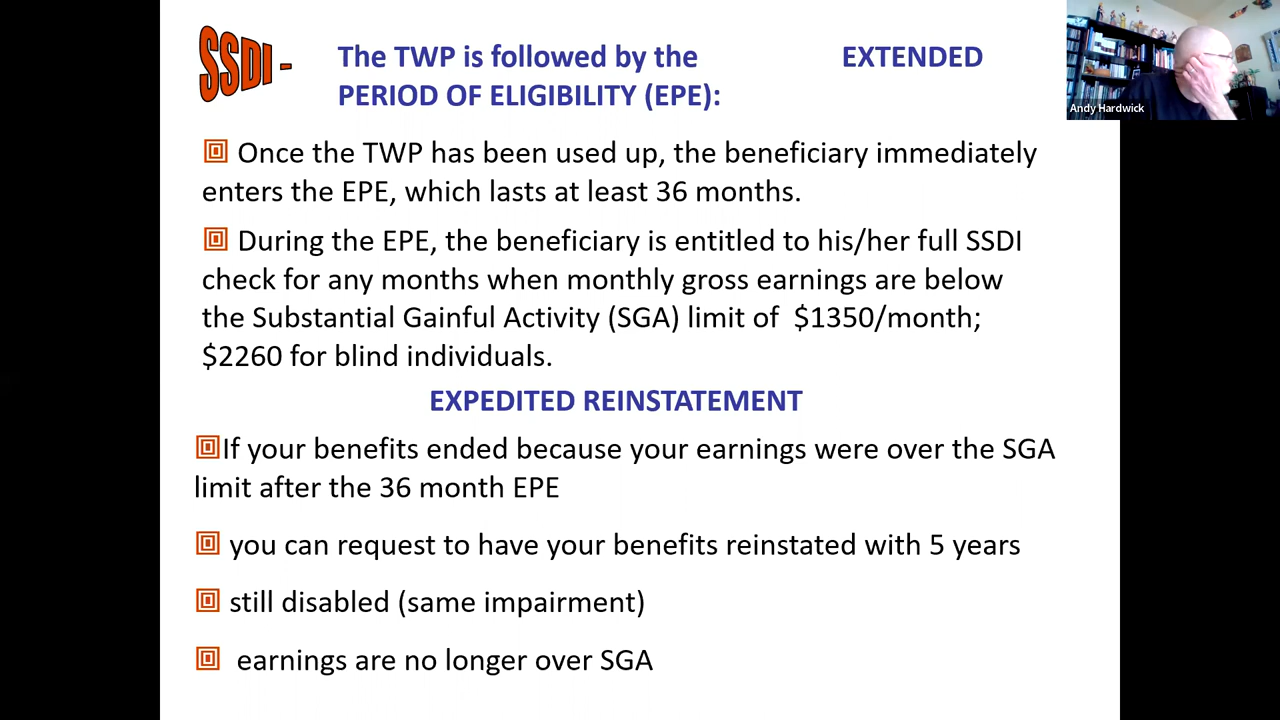 SSDI -
The TWP is followed by the EXTENDED
PERIOD OF ELIGIBILITY (EPE):
Andy Hardwick
Once the TWP has been used up, the beneficiary immediately
enters the EPE, which lasts at least 36 months.
During the EPE, the beneficiary is entitled to his/her full SSDI
check for any months when monthly gross earnings are below
the Substantial Gainful Activity (SGA) limit of $1350/month;
$2260 for blind individuals.
EXPEDITED REINSTATEMENT
If your benefits ended because your earnings were over the SGA
limit after the 36 month EPE
you can request to have your benefits reinstated with 5 years
still disabled (same impairment)
earnings are no longer over SGA